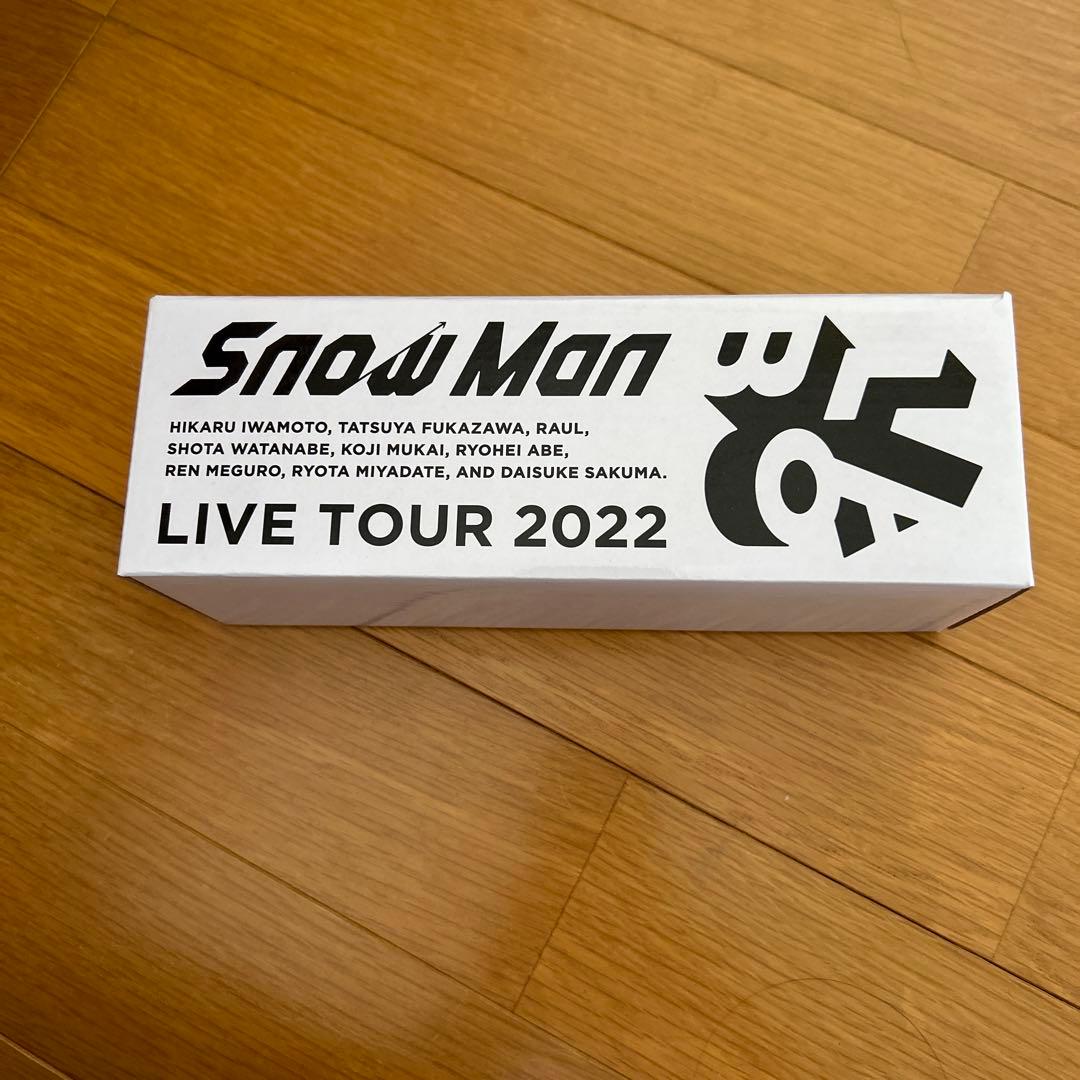 Snow Man
HIKARU IWAMOTO, TATSUYA FUKAZAWA, RAUL,
SHOTA WATANABE, KOJI MUKAI, RYOHEI ABE,
REN MEGURO, RYOTA MIYADATE, AND DAISUKE SAKUMA.
LIVE TOUR 2022